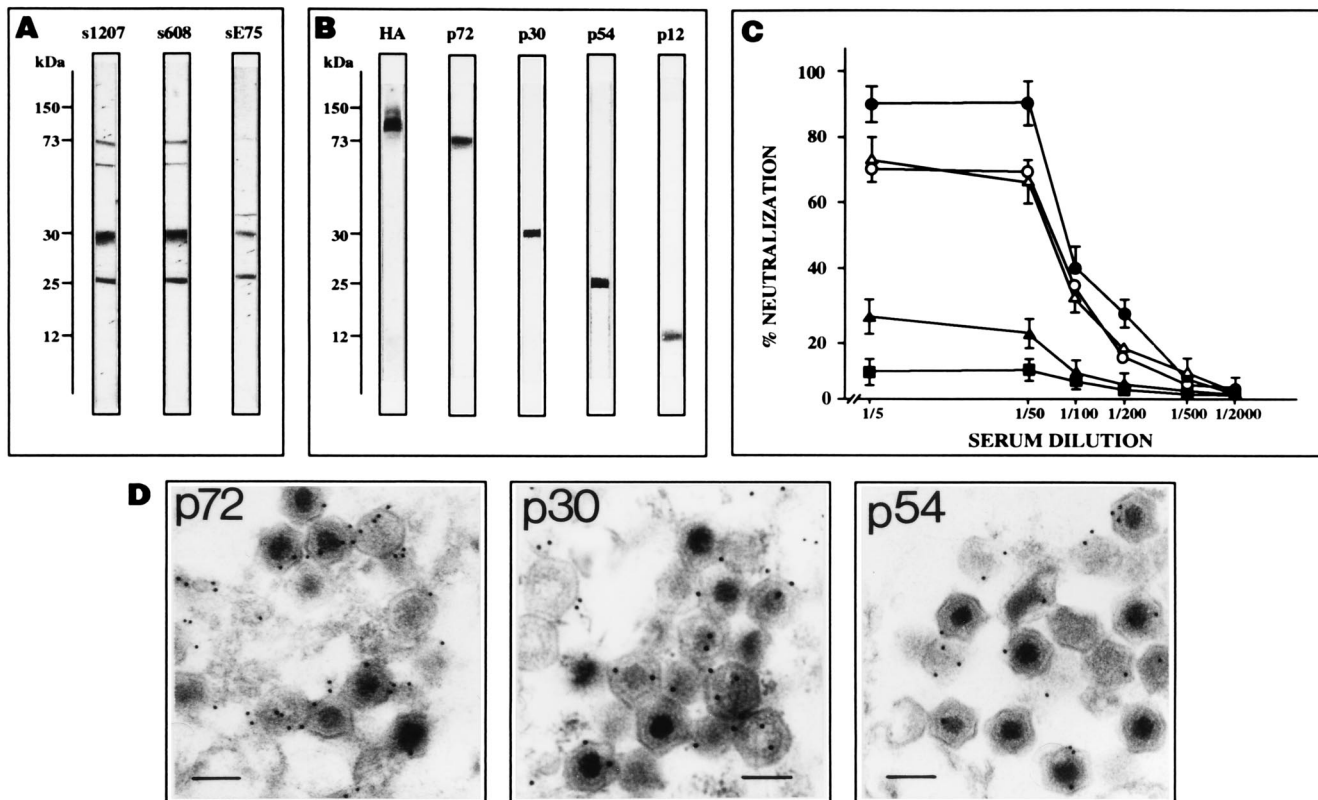 A
s1207 s608 sE75
kDa
150
73
30
25
12
B
HA p72 p30 p54 p12
kDa
150
73
30
25
12
C
% NEUTRALIZATION
100
80
60
40
20
0
1/5 1/50 1/100 1/200 1/500 1/2000
SERUM DILUTION
D
p72
p30
p54